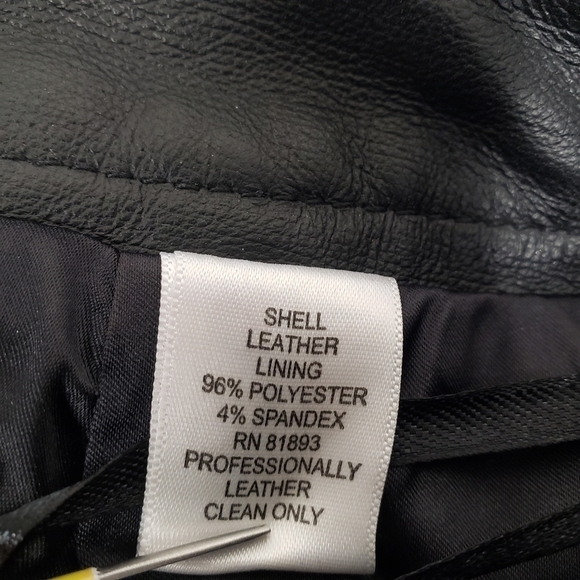 SHELL
LEATHER
LINING
96% POLYESTER
4% SPANDEX
RN 81893
PROFESSIONALLY
LEATHER
CLEAN ONLY